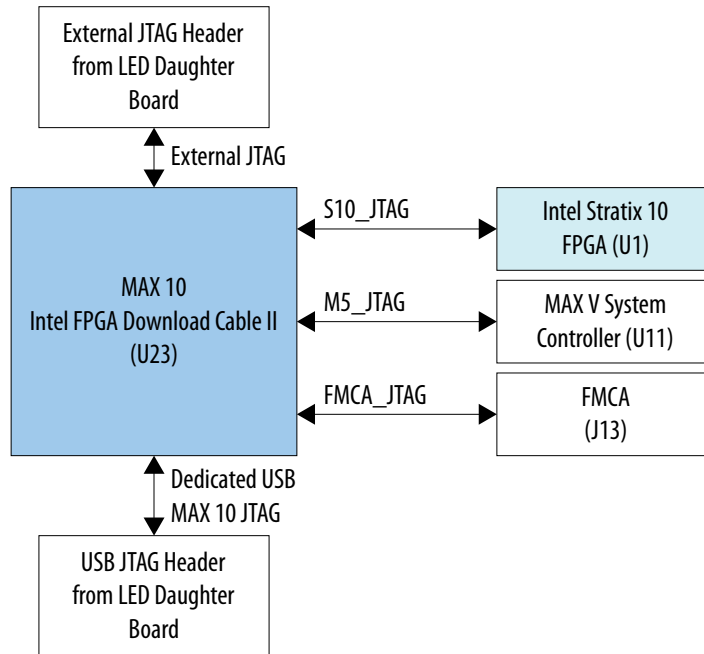 External JTAG Header
from LED Daughter
Board
External JTAG
S10_JTAG
Intel Stratix 10
FPGA (U1)
MAX 10
Intel FPGA Download Cable II
(U23)
M5_JTAG
MAX V System
Controller (U11)
FMCA_JTAG
FMCA
(J13)
Dedicated USB
MAX 10 JTAG
USB JTAG Header
from LED Daughter
Board